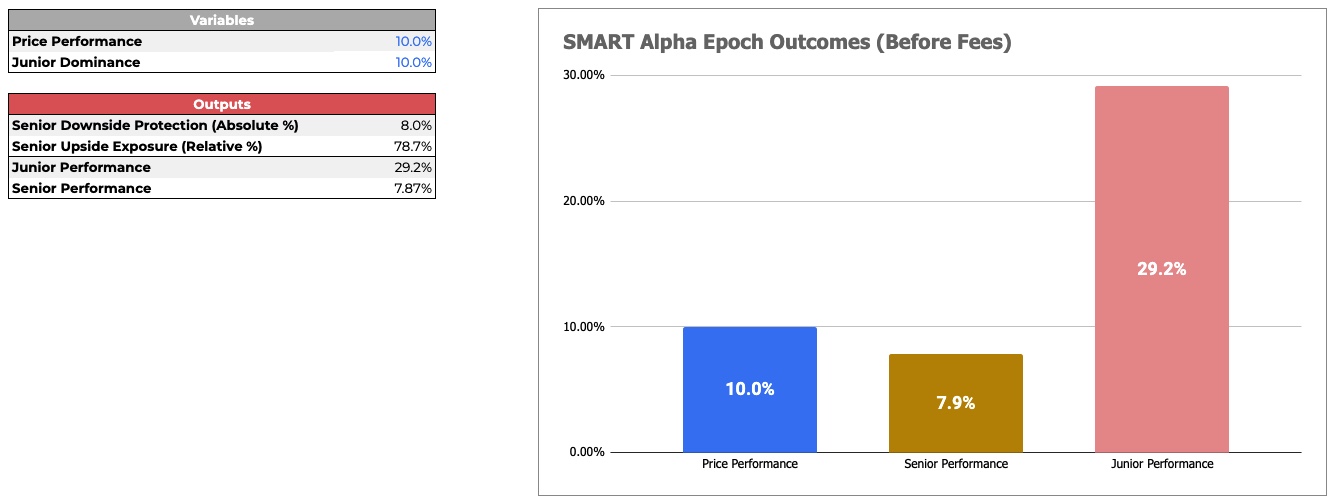 Variables
Price Performance 10.0%
Junior Dominance 10.0%
Outputs
Senior Downside Protection (Absolute %) 8.0%
Senior Upside Exposure (Relative %) 78.7%
Junior Performance 29.2%
Senior Performance 7.87%
SMART Alpha Epoch Outcomes (Before Fees)
30.00%
20.00%
10.00%
0.00%
10.0%
7.9%
29.2%
Price Performance
Senior Performance
Junior Performance